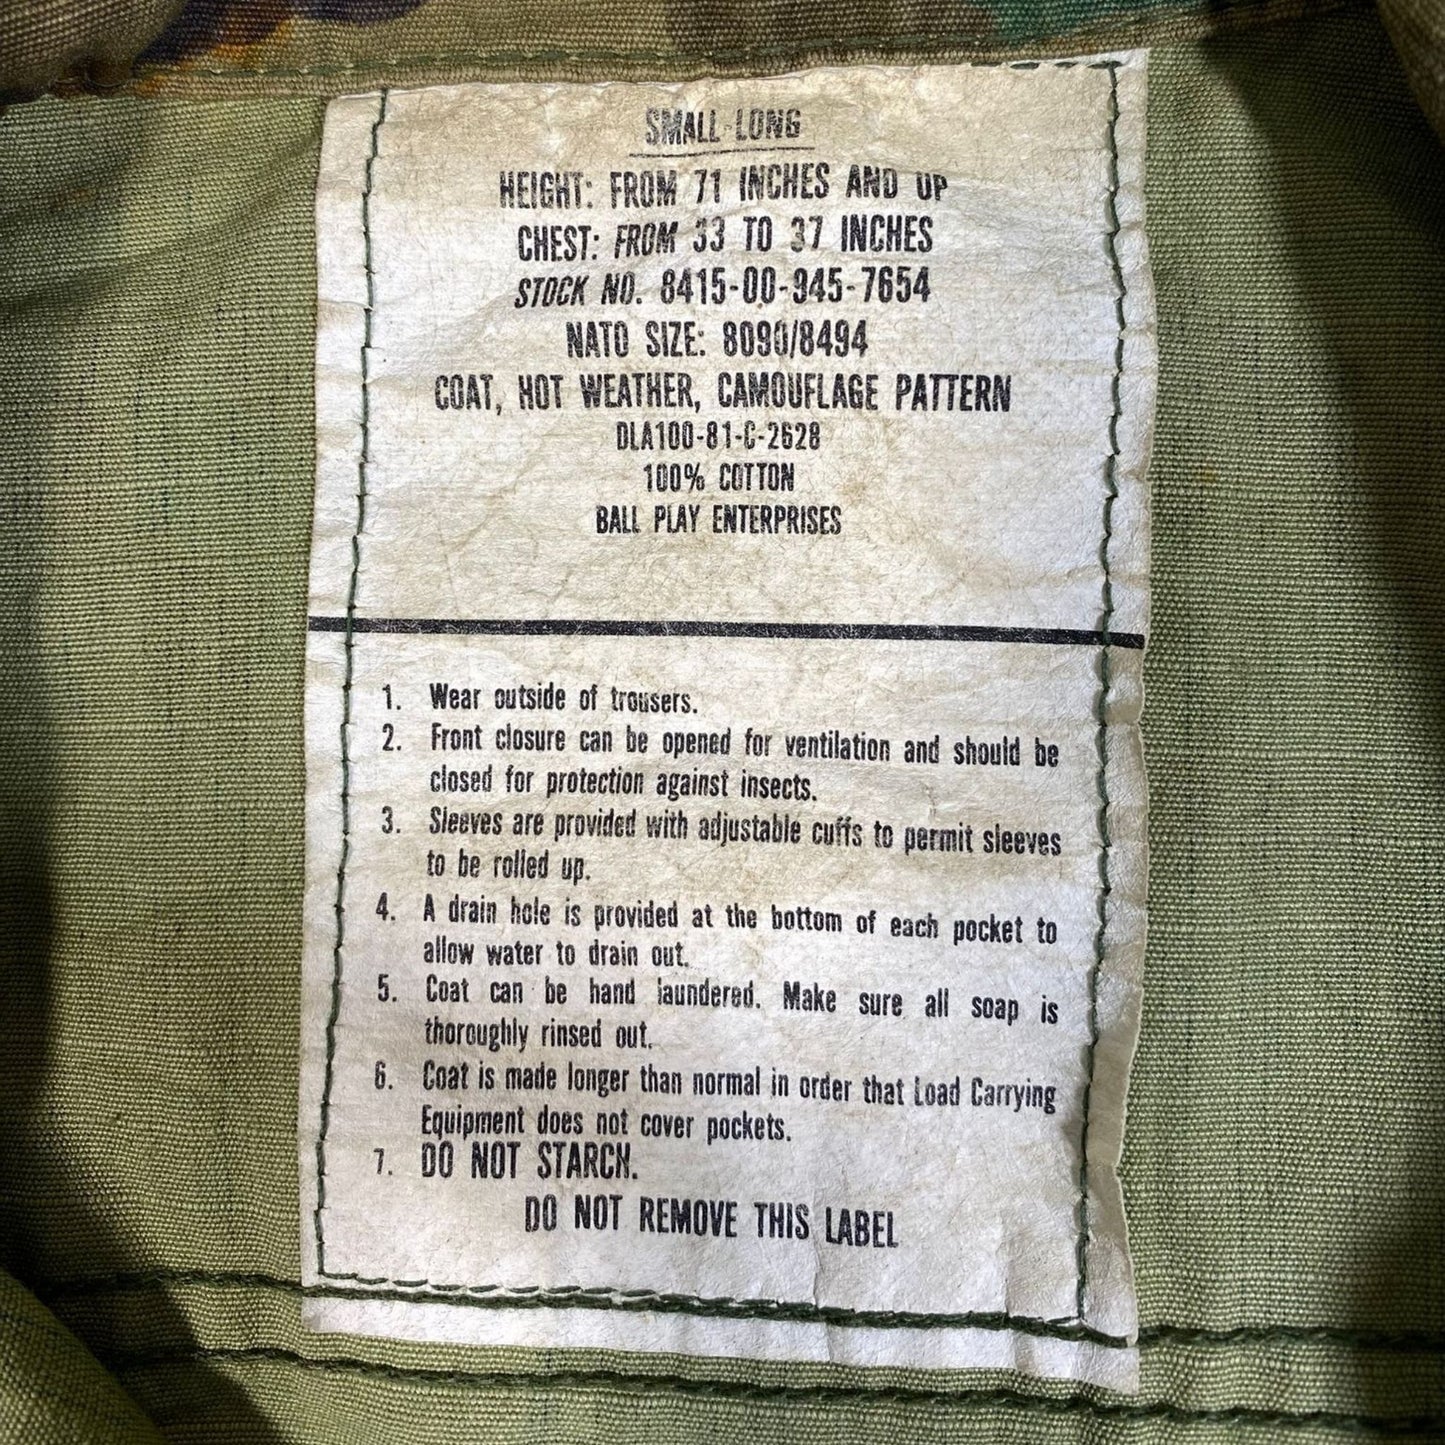 SMALL-LONG
HEIGHT: FROM 71 INCHES AND UP
CHEST: FROM 33 TO 37 INCHES
STOCK NO. 8415-00-945-7654
NATO SIZE: 8090/8494
COAT, HOT WEATHER, CAMOUFLAGE PATTERN
DLA100-81-C-2628
100% COTTON
BALL PLAY ENTERPRISES
1. Wear outside of trousers.
2. Front closure can be opened for ventilation and should be
closed for protection against insects.
3. Sleeves are provided with adjustable cuffs to permit sleeves
to be rolled up.
4. A drain hole is provided at the bottom of each pocket to
allow water to drain out.
5. Coat can be hand laundered. Make sure all soap is
thoroughly rinsed out.
6. Coat is made longer than normal in order that Load Carrying
Equipment does not cover pockets.
7. DO NOT STARCH.
DO NOT REMOVE THIS LABEL